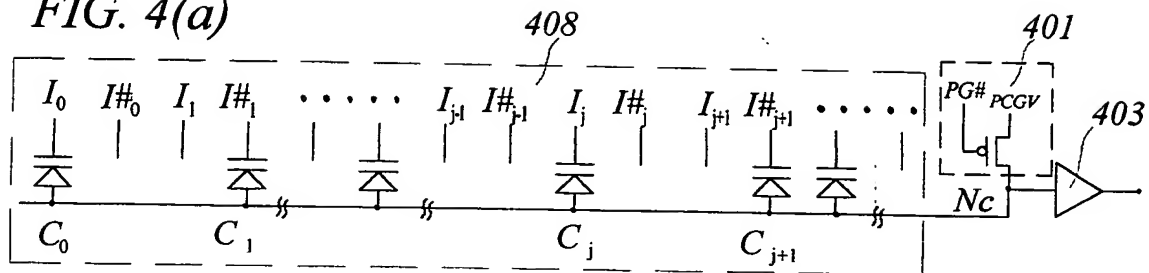 FIG. 4(a)
408
401
I₀ I#₀ I₁ I#₁ ..... Iⱼ₋₁ I#ⱼ₋₁ Iⱼ I#ⱼ Iⱼ₊₁ I#ⱼ₊₁ .....
PG# PCGV
403
Nc
C₀ C₁ Cⱼ Cⱼ₊₁